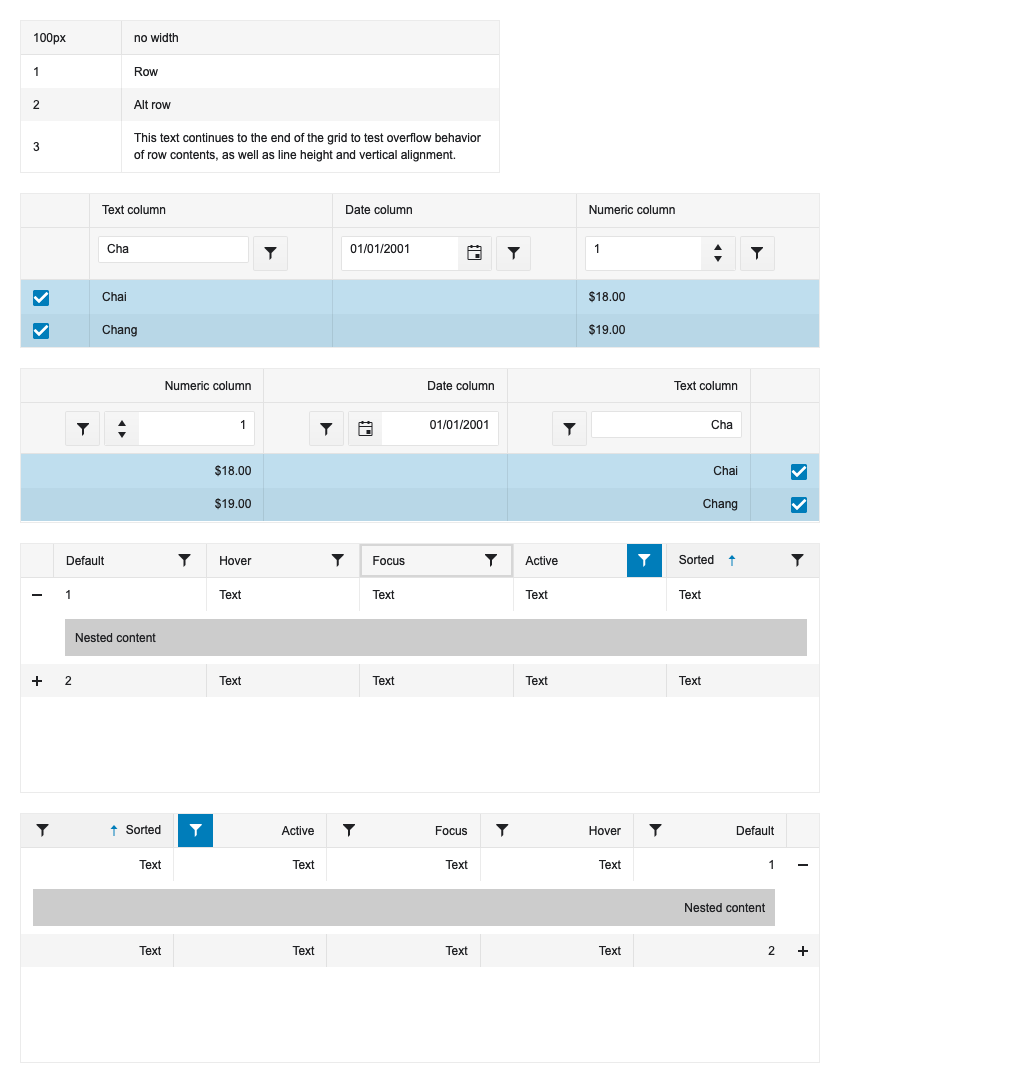 100px no width
1 Row
2 Alt row
3 This text continues to the end of the grid to test overflow behavior
of row contents, as well as line height and vertical alignment.
Text column Date column Numeric column
Cha 01/01/2001 1
Chai $18.00
Chang $19.00
Numeric column Date column Text column
1 01/01/2001 Cha
$18.00 Chai
$19.00 Chang
Default Hover Focus Active Sorted
1 Text Text Text Text
Nested content
2 Text Text Text Text
Sorted Active Focus Hover Default
Text Text Text Text 1
Nested content
Text Text Text Text 2